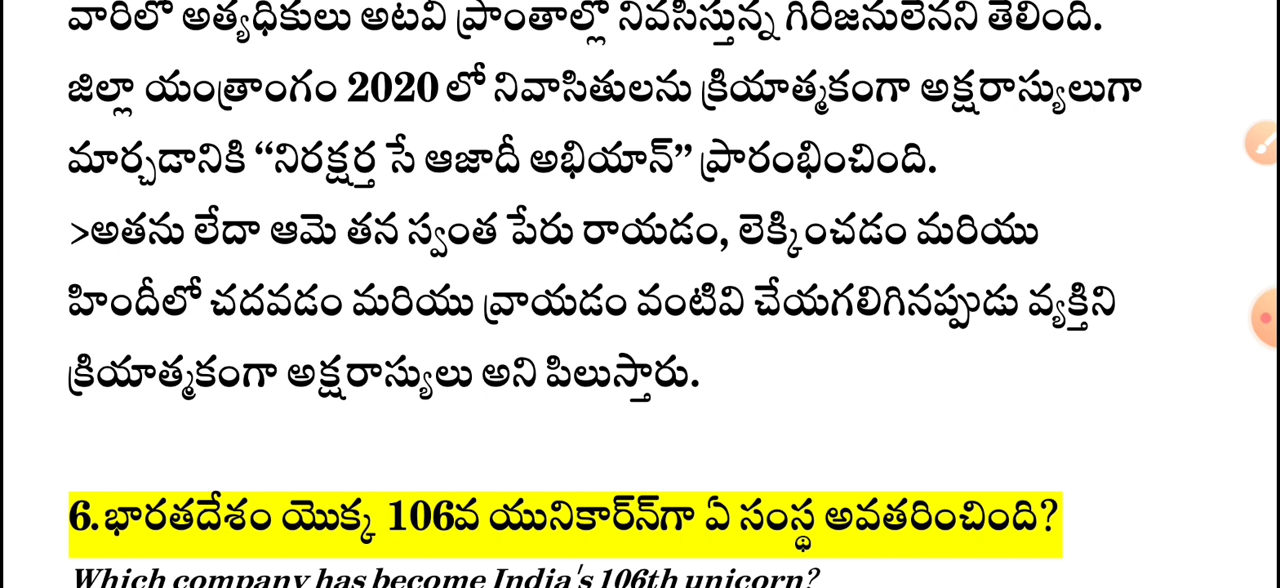 వారిలో అత్యధికులు అటవీ ప్రాంతాల్లో నివసిస్తున్న గిరిజనులేనని తేలింది.
జిల్లా యంత్రాంగం 2020 లో నివాసితులను క్రియాత్మకంగా అక్షరాస్యులుగా
మార్చడానికి “నిరక్షర్త సే ఆజాదీ అభియాన్” ప్రారంభించింది.
>అతను లేదా ఆమె తన స్వంత పేరు రాయడం, లెక్కించడం మరియు
హిందీలో చదవడం మరియు వ్రాయడం వంటివి చేయగలిగినప్పుడు వ్యక్తిని
క్రియాత్మకంగా అక్షరాస్యులు అని పిలుస్తారు.
6.భారతదేశం యొక్క 106వ యునికార్న్‌గా ఏ సంస్థ అవతరించింది?
Which company has become India's 106th unicorn?